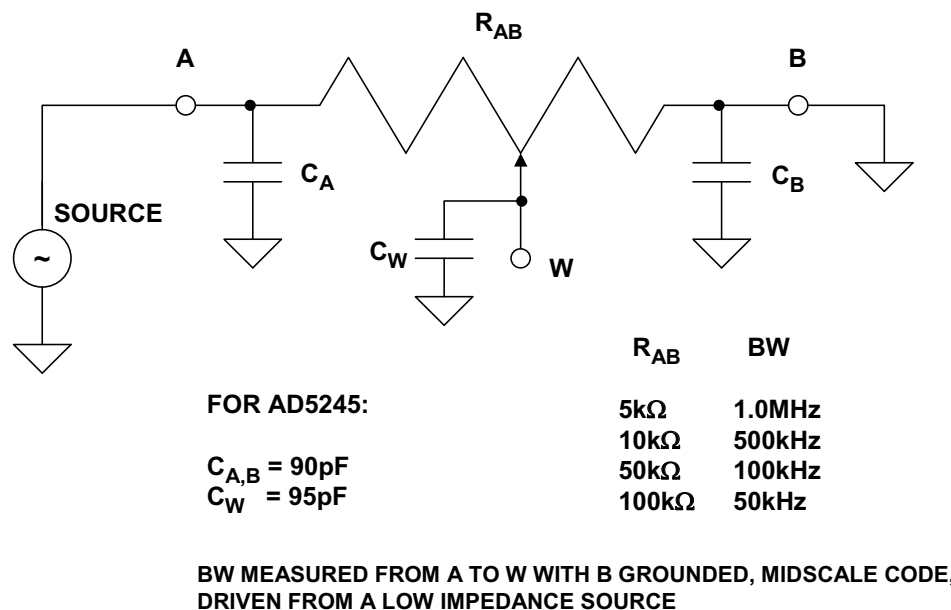 R_AB
A
B
C_A
C_B
SOURCE
~
C_W
W
R_AB BW
FOR AD5245:
5kΩ 1.0MHz
10kΩ 500kHz
C_A,B = 90pF
50kΩ 100kHz
C_W = 95pF
100kΩ 50kHz
BW MEASURED FROM A TO W WITH B GROUNDED, MIDSCALE CODE,
DRIVEN FROM A LOW IMPEDANCE SOURCE